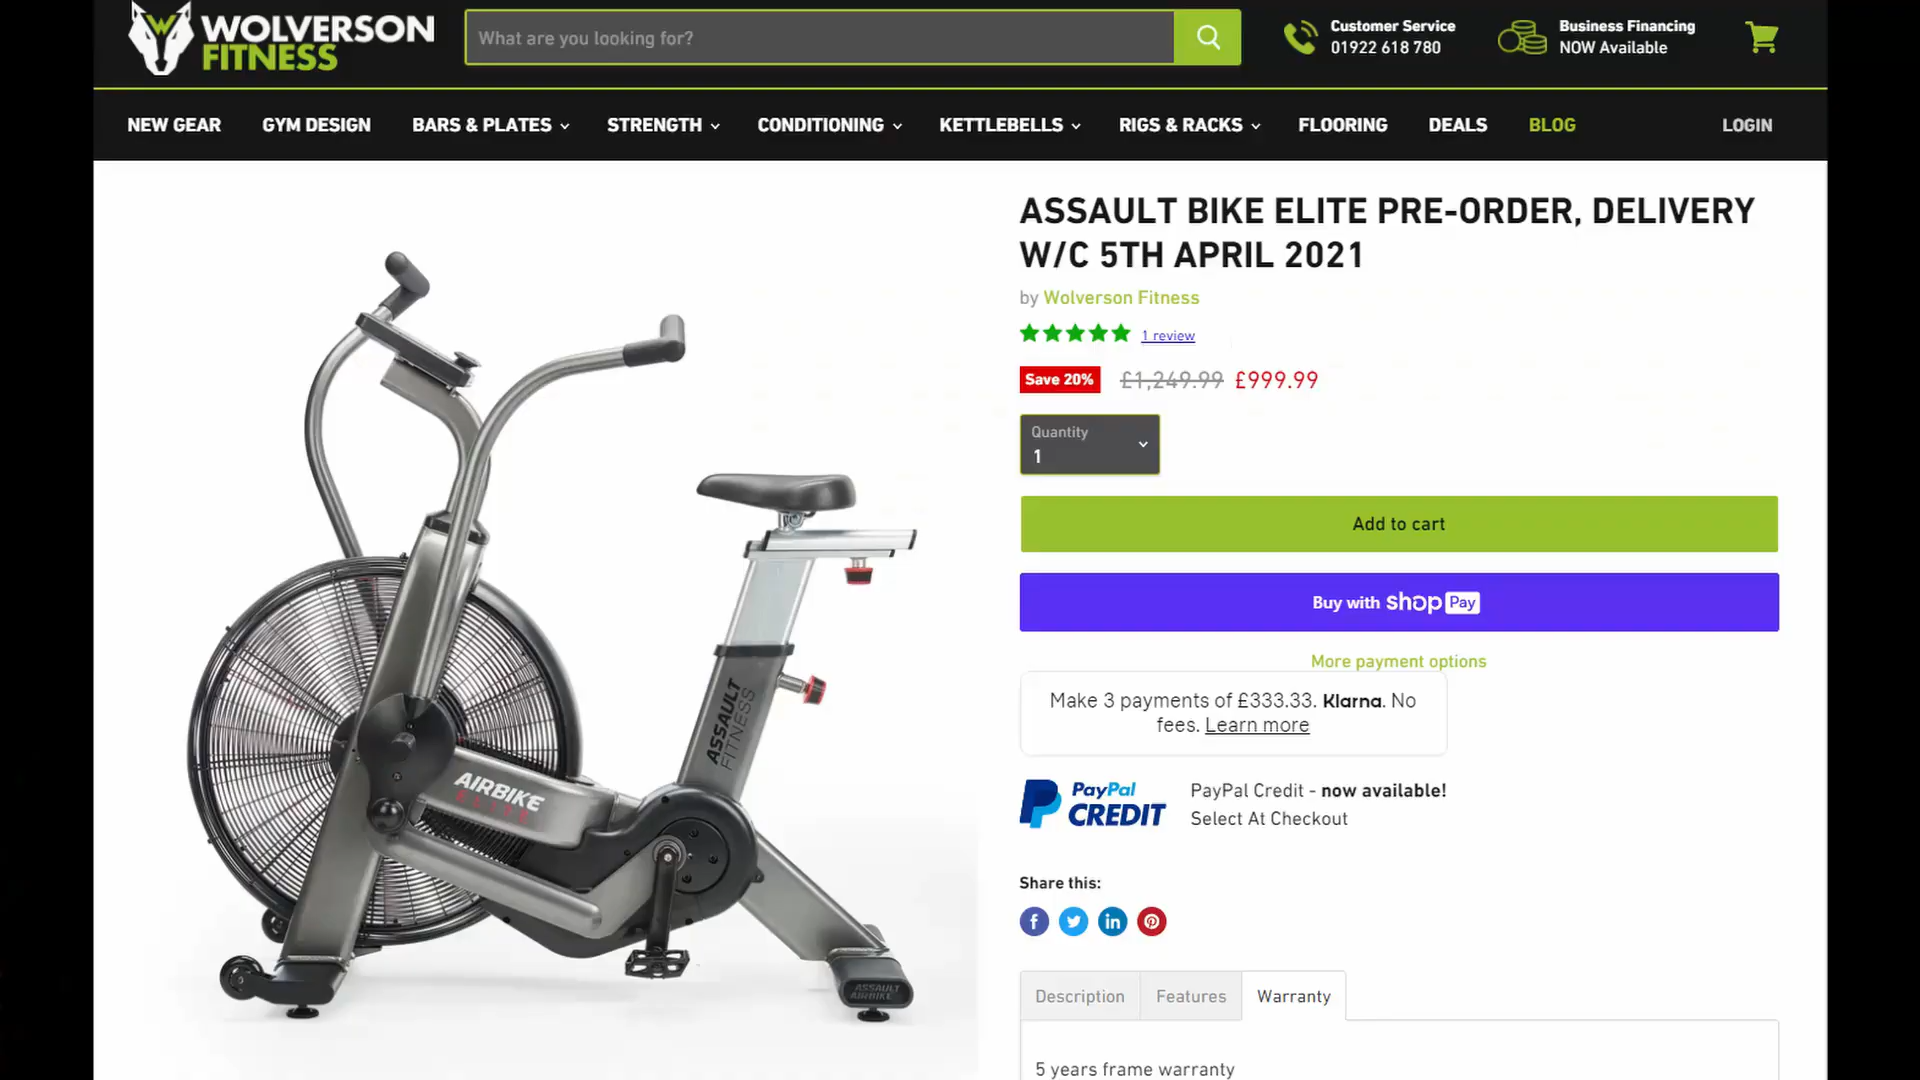 WOLVERSON
FITNESS
What are you looking for?
Customer Service
01922 618 780
Business Financing
NOW Available
NEW GEAR
GYM DESIGN
BARS & PLATES
STRENGTH
CONDITIONING
KETTLEBELLS
RIGS & RACKS
FLOORING
DEALS
BLOG
LOGIN
ASSAULT BIKE ELITE PRE-ORDER, DELIVERY
W/C 5TH APRIL 2021
by Wolverson Fitness
1 review
Save 20% £1,249.99 £999.99
Quantity
1
Add to cart
Buy with shop Pay
More payment options
Make 3 payments of £333.33. Klarna. No
fees. Learn more
PayPal
CREDIT
PayPal Credit - now available!
Select At Checkout
Share this:
Description
Features
Warranty
5 years frame warranty
ASSAULT
FITNESS
AIRBIKE
ELITE
ASSAULT
AIRBIKE